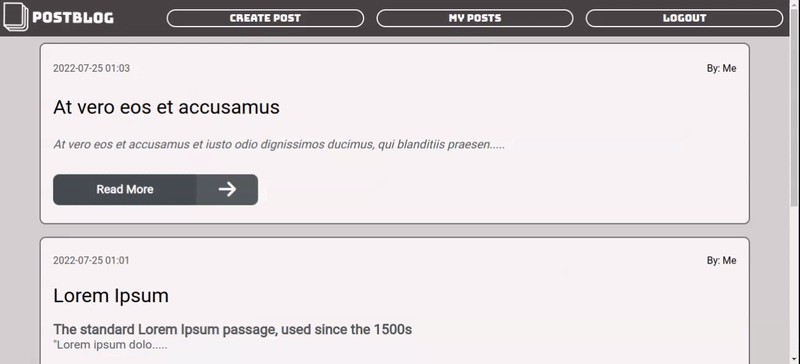 POSTBLOG
CREATE POST
MY POSTS
LOGOUT
2022-07-25 01:03
By: Me
At vero eos et accusamus
At vero eos et accusamus et iusto odio dignissimos ducimus, qui blanditiis praesen.....
Read More
2022-07-25 01:01
By: Me
Lorem Ipsum
The standard Lorem Ipsum passage, used since the 1500s
"Lorem ipsum dolo.....